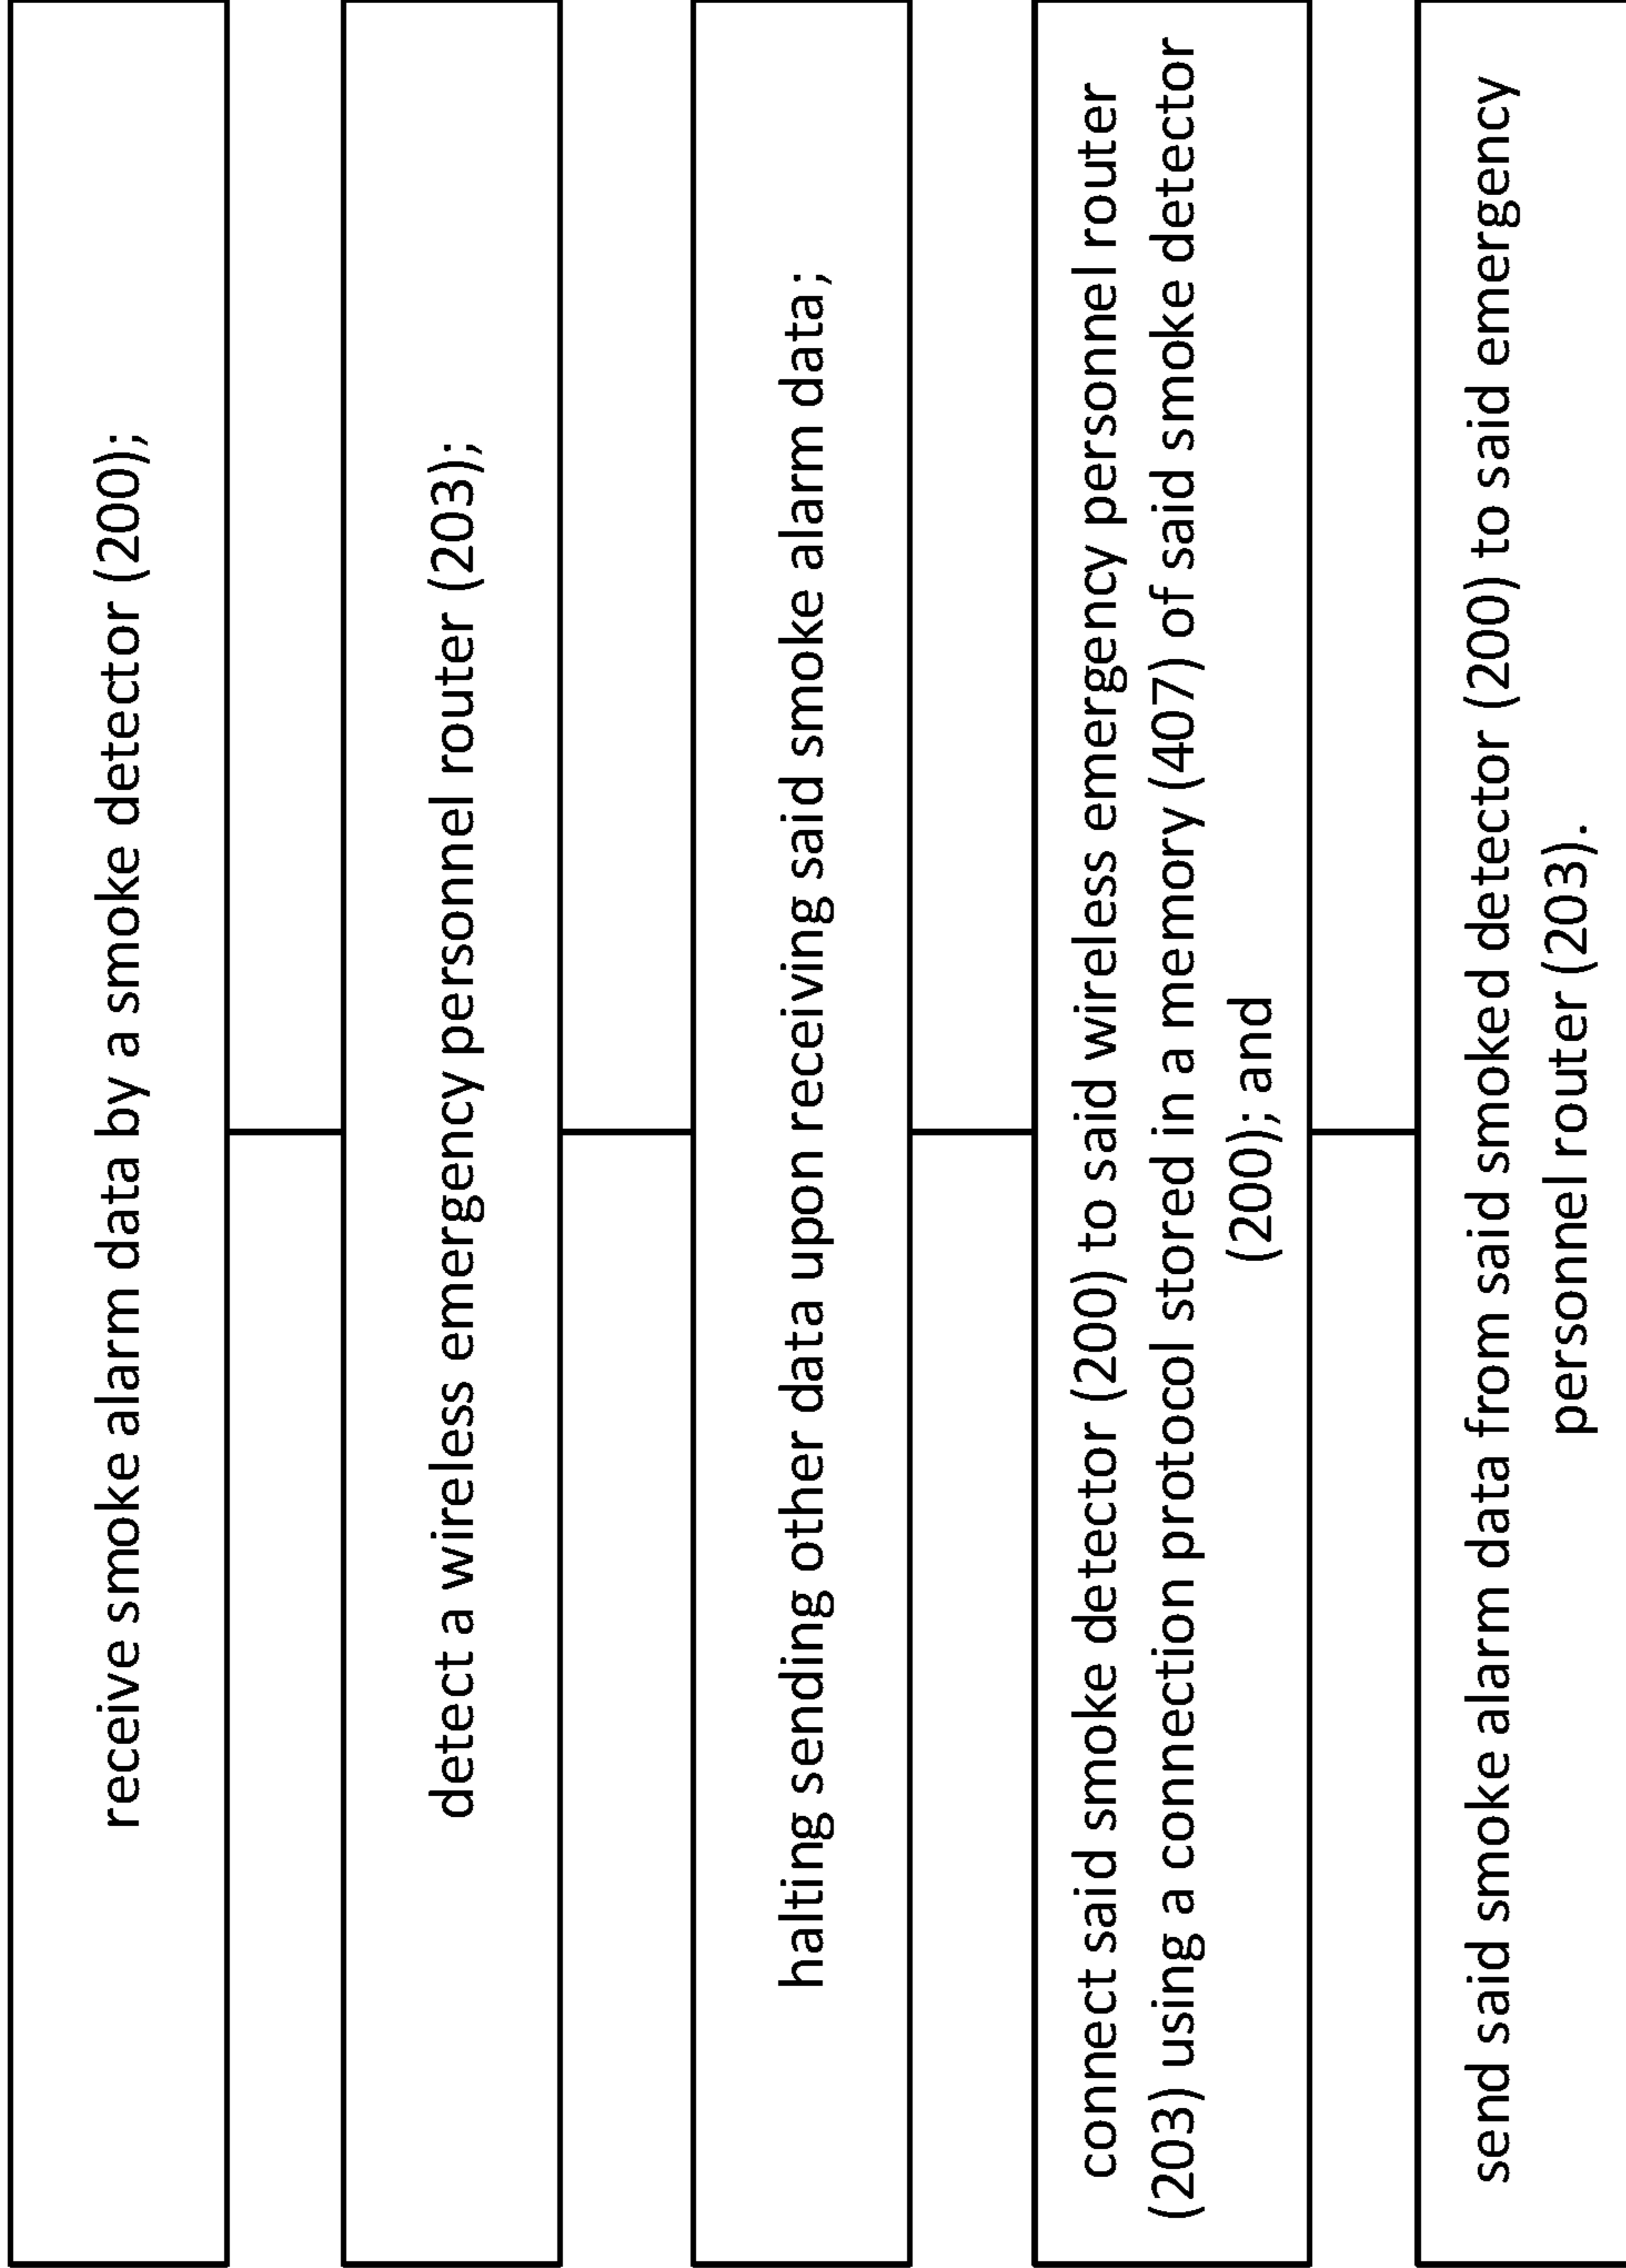 receive smoke alarm data by a smoke detector (200);
detect a wireless emergency personnel router (203);
halting sending other data upon receiving said smoke alarm data;
connect said smoke detector (200) to said wireless emergency personnel router
(203) using a connection protocol stored in a memory (407) of said smoke detector
(200); and
send said smoke alarm data from said smoked detector (200) to said emergency
personnel router (203).